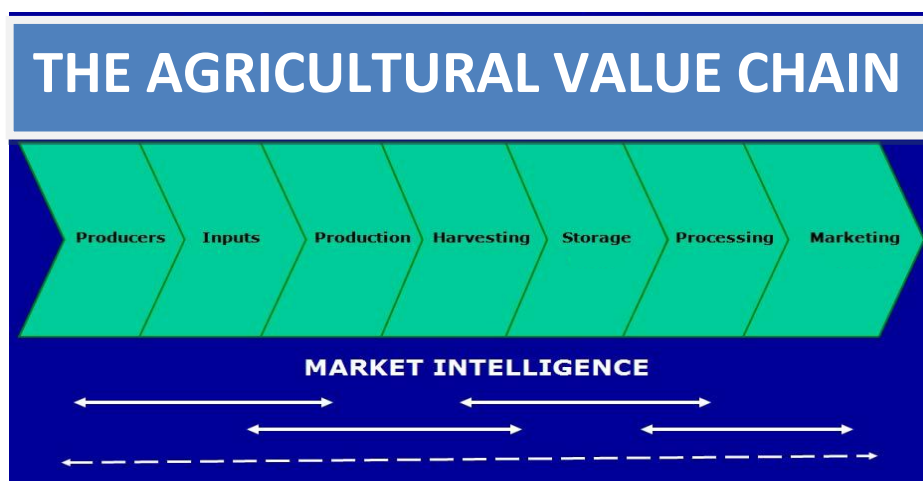 THE AGRICULTURAL VALUE CHAIN
Producers Inputs Production Harvesting Storage Processing Marketing
MARKET INTELLIGENCE